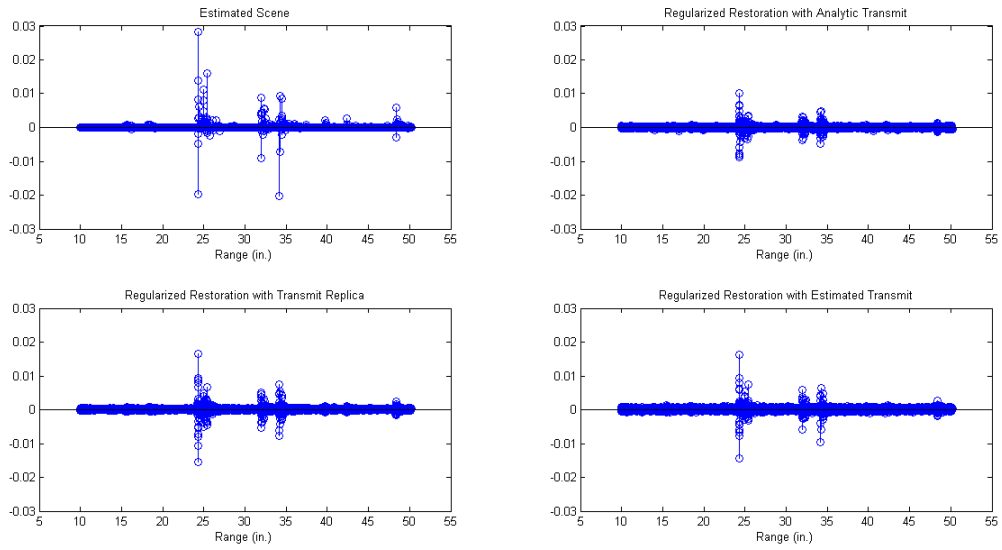 Estimated Scene
0.03
0.02
0.01
0
-0.01
-0.02
-0.03
5 10 15 20 25 30 35 40 45 50 55
Range (in.)
Regularized Restoration with Analytic Transmit
0.03
0.02
0.01
0
-0.01
-0.02
-0.03
5 10 15 20 25 30 35 40 45 50 55
Range (in.)
Regularized Restoration with Transmit Replica
0.03
0.02
0.01
0
-0.01
-0.02
-0.03
5 10 15 20 25 30 35 40 45 50 55
Range (in.)
Regularized Restoration with Estimated Transmit
0.03
0.02
0.01
0
-0.01
-0.02
-0.03
5 10 15 20 25 30 35 40 45 50 55
Range (in.)